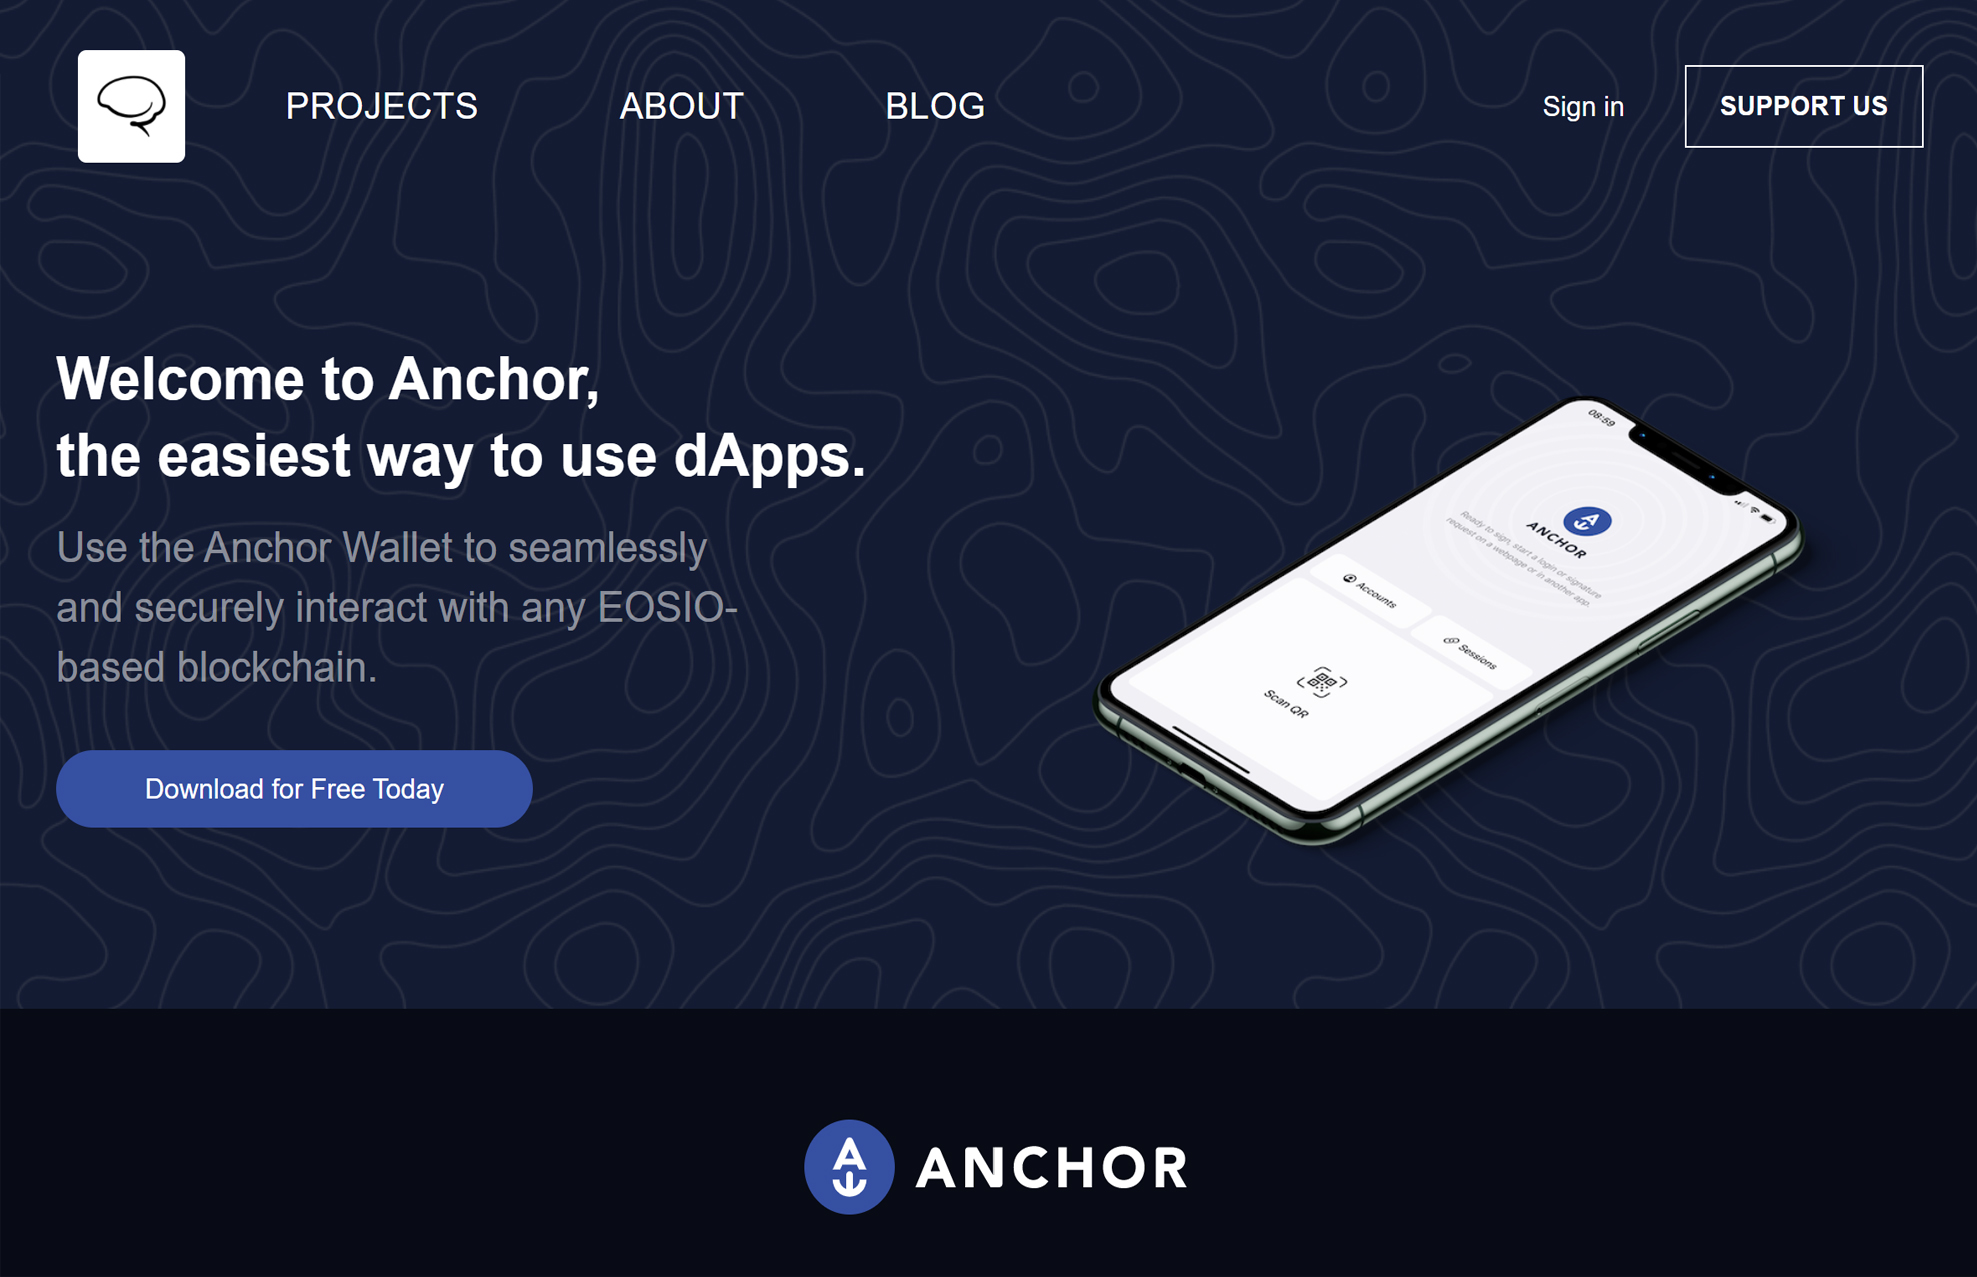 PROJECTS ABOUT BLOG Sign in SUPPORT US
Welcome to Anchor,
the easiest way to use dApps.
Use the Anchor Wallet to seamlessly
and securely interact with any EOSIO-
based blockchain.
Download for Free Today
08:59
ANCHOR
Ready to sign, start a login or signature
request on a webpage or in another app.
Accounts
Sessions
Scan QR
ANCHOR